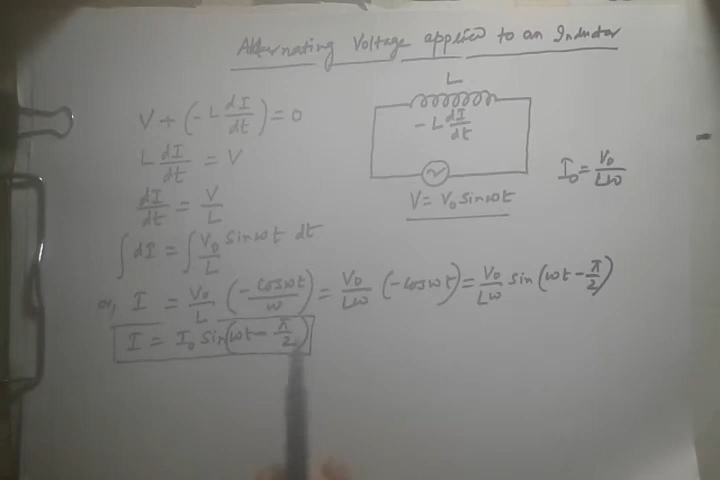 Alternating Voltage applied to an Inductor
V + (-L dI/dt) = 0
L dI/dt = V
dI/dt = V/L
∫ dI = ∫ V₀/L sinωt dt
or, I = V₀/L (-cosωt/ω) = V₀/Lω (-cosωt) = V₀/Lω sin(ωt - π/2)
I = I₀ sin(ωt - π/2)
L
-L dI/dt
V = V₀ sinωt
I₀ = V₀/Lω